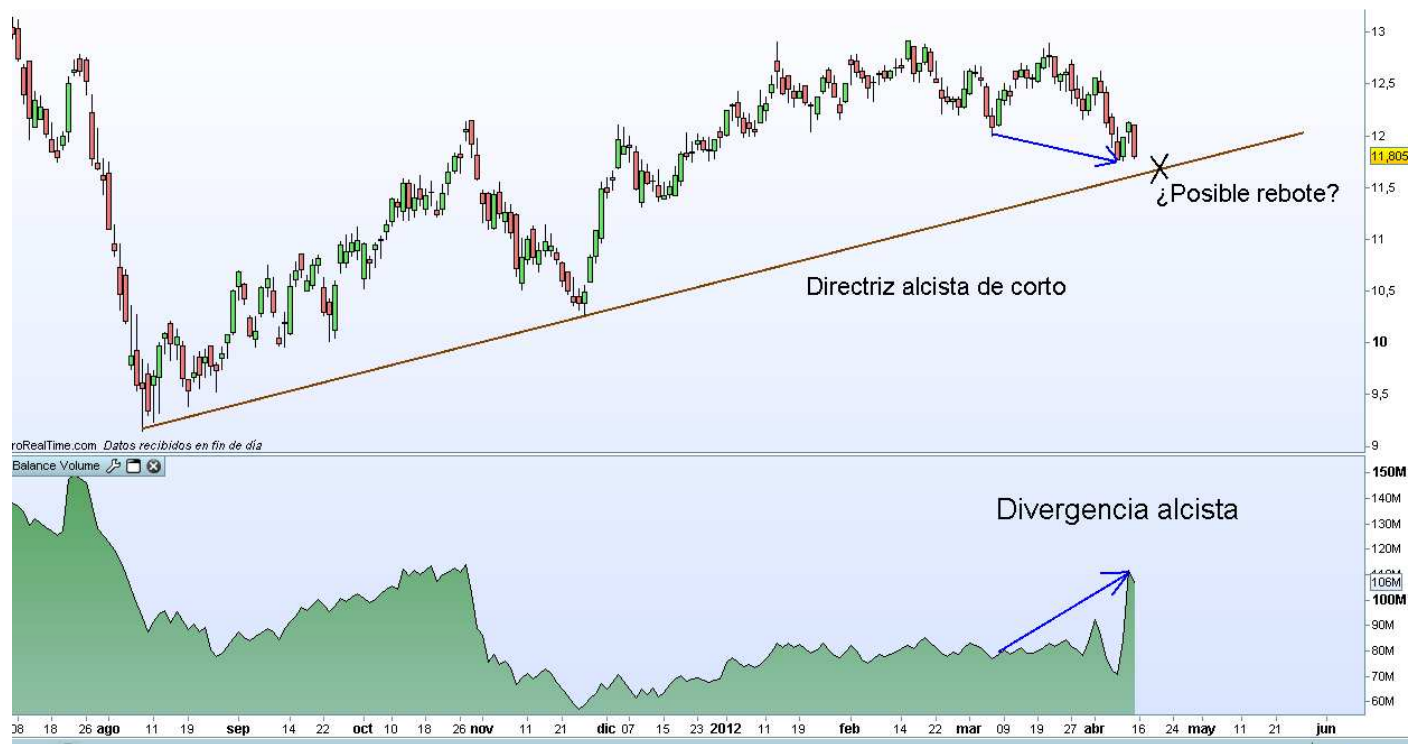 13
12,5
12
11,805
11,5
¿Posible rebote?
11
Directriz alcista de corto
10,5
10
9,5
roRealTime.com Datos recibidos en fin de día
9
Balance Volume
150M
140M
Divergencia alcista
130M
120M
106M
100M
90M
80M
70M
60M
08 18 26 ago 11 19 sep 14 22 oct 10 18 26 nov 11 21 dic 07 15 23 2012 11 19 feb 14 22 mar 09 19 27 abr 16 24 may 11 21 jun